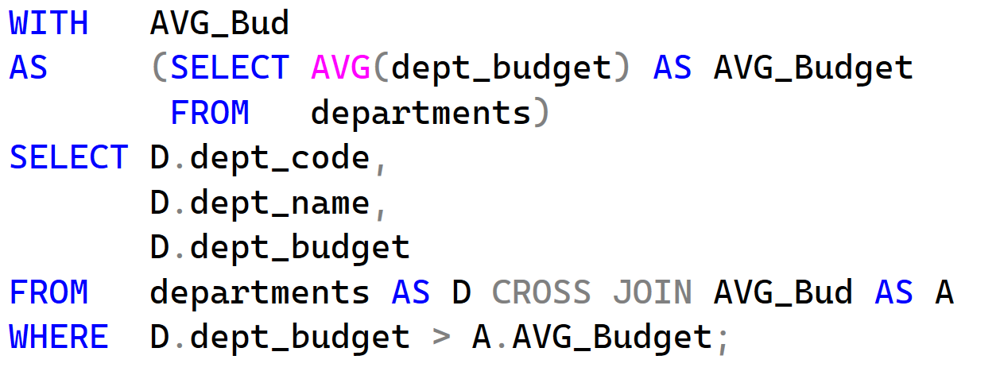 WITH   AVG_Bud
AS     (SELECT AVG(dept_budget) AS AVG_Budget
        FROM   departments)
SELECT D.dept_code,
       D.dept_name,
       D.dept_budget
FROM   departments AS D CROSS JOIN AVG_Bud AS A
WHERE  D.dept_budget > A.AVG_Budget;